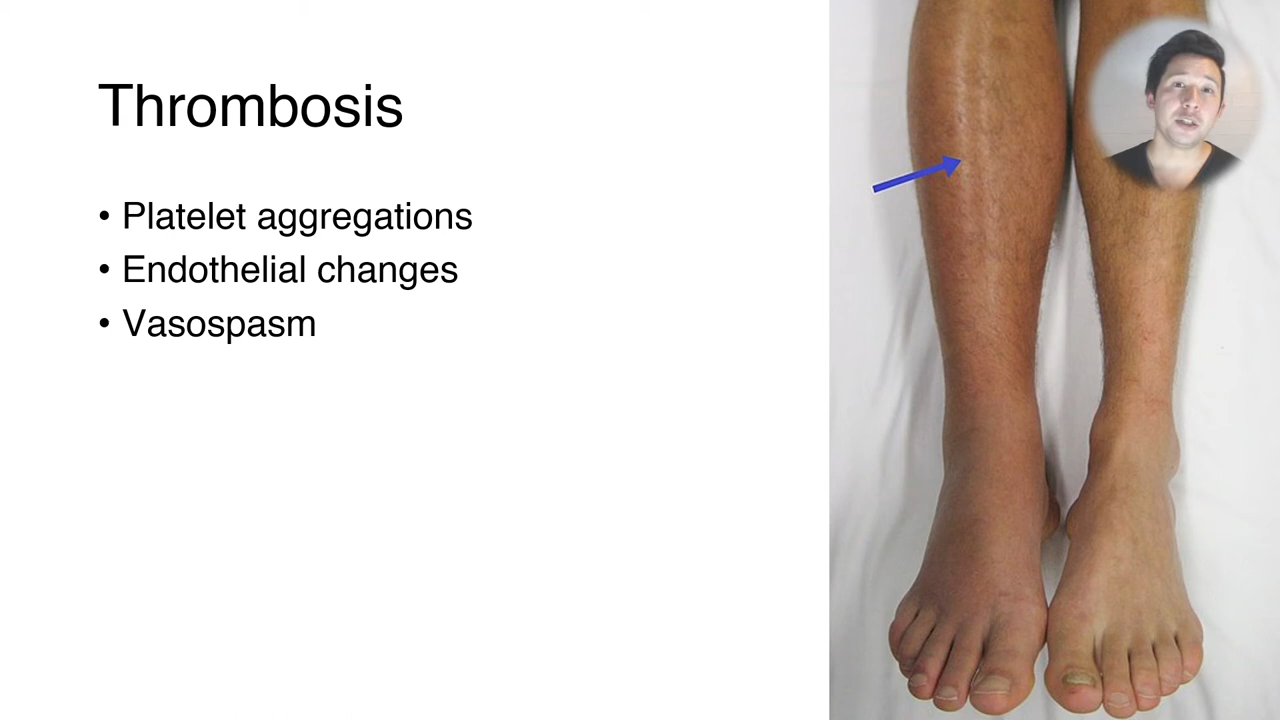 Thrombosis
• Platelet aggregations
• Endothelial changes
• Vasospasm